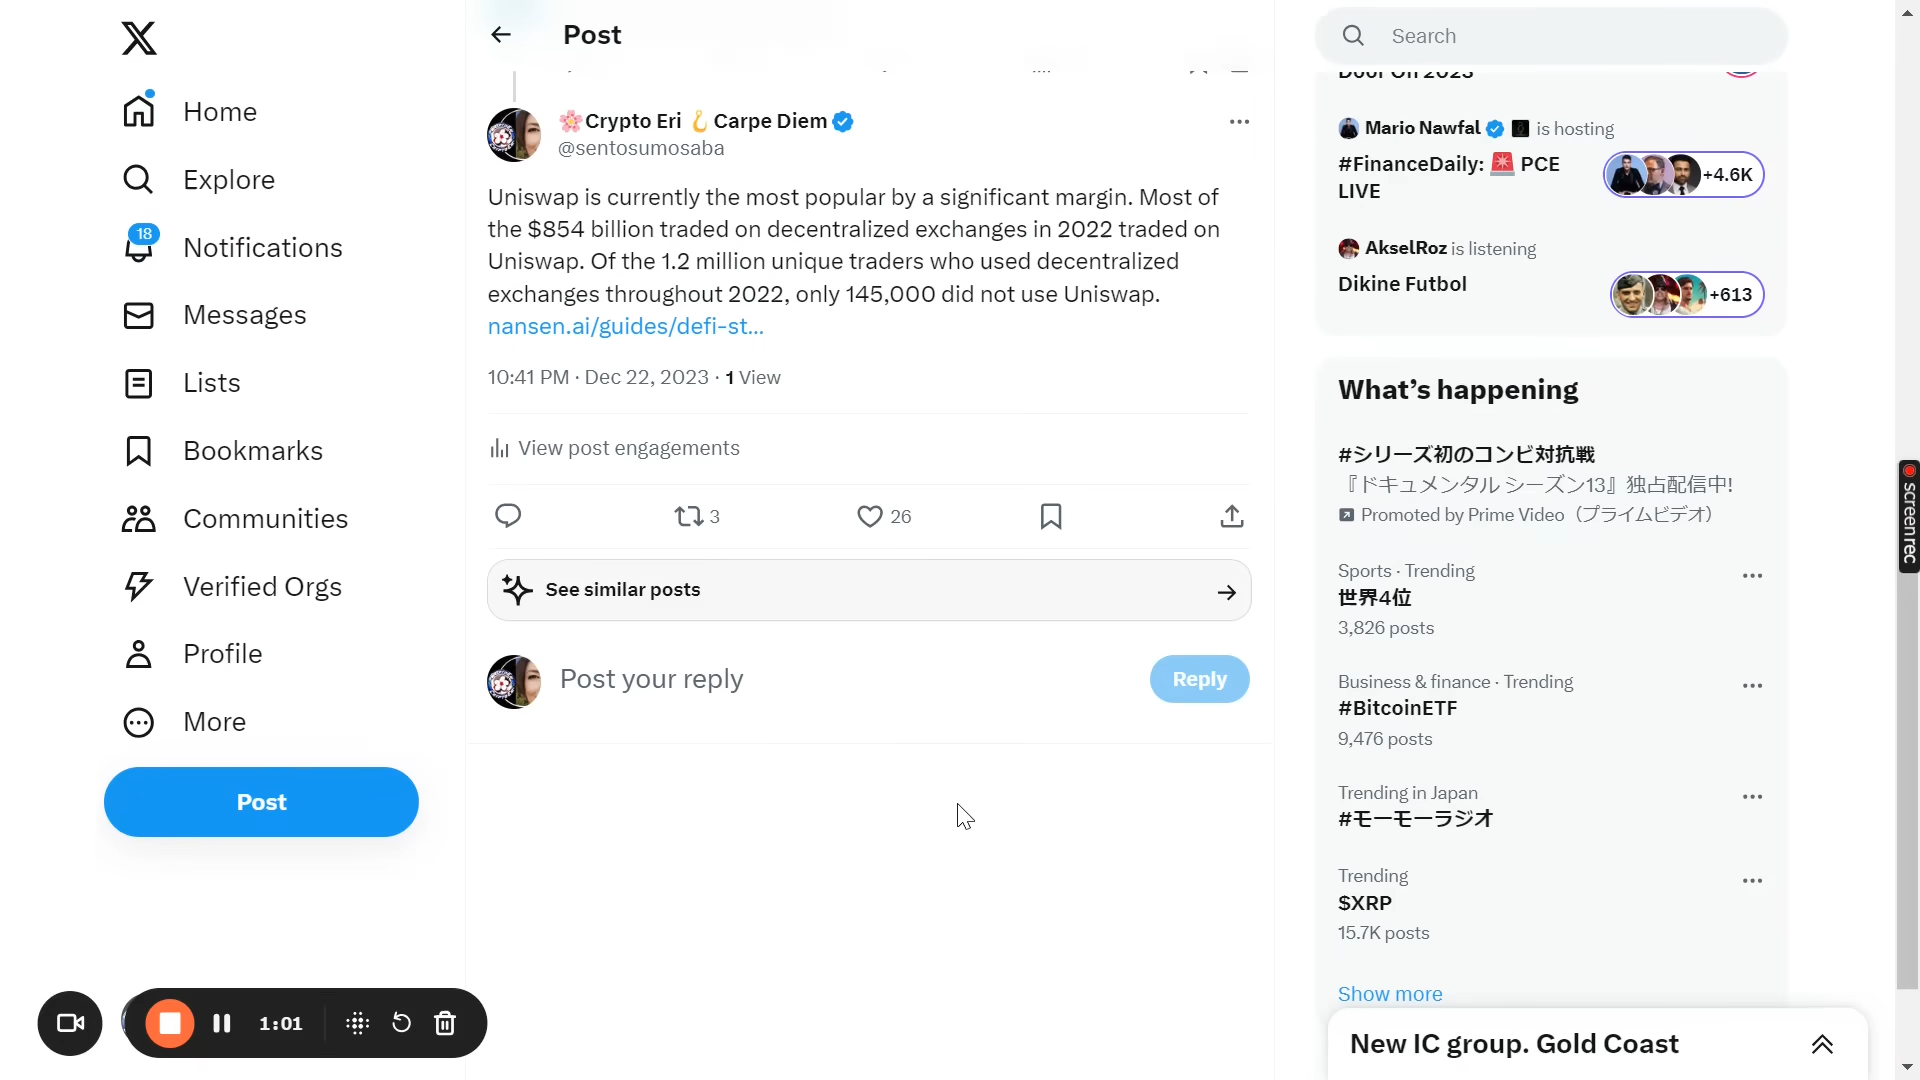 Home
Explore
18
Notifications
Messages
Lists
Bookmarks
Communities
Verified Orgs
Profile
More
Post
1:01
Post
🌸Crypto Eri 🪝Carpe Diem
@sentosumosaba
Uniswap is currently the most popular by a significant margin. Most of
the $854 billion traded on decentralized exchanges in 2022 traded on
Uniswap. Of the 1.2 million unique traders who used decentralized
exchanges throughout 2022, only 145,000 did not use Uniswap.
nansen.ai/guides/defi-st...
10:41 PM · Dec 22, 2023 · 1 View
View post engagements
3
26
See similar posts
Post your reply
Reply
Search
Mario Nawfal is hosting
#FinanceDaily: 🚨 PCE
LIVE
+4.6K
AkselRoz is listening
Dikine Futbol
+613
What's happening
#シリーズ初のコンビ対抗戦
『ドキュメンタル シーズン13』独占配信中!
Promoted by Prime Video（プライムビデオ）
Sports · Trending
世界4位
3,826 posts
Business & finance · Trending
#BitcoinETF
9,476 posts
Trending in Japan
#モーモーラジオ
Trending
$XRP
15.7K posts
Show more
New IC group. Gold Coast
screenrec